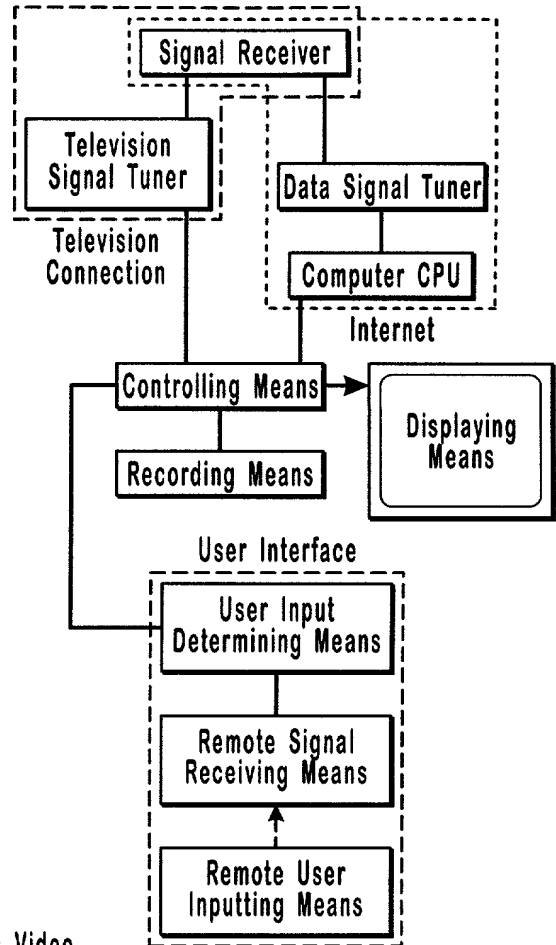 Signal Receiver
Television
Signal Tuner
Data Signal Tuner
Television
Connection
Computer CPU
Internet
Controlling Means
Displaying
Means
Recording Means
User Interface
User Input
Determining Means
Remote Signal
Receiving Means
Remote User
Inputting Means
Video